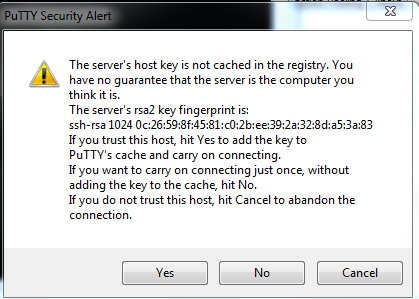 PuTTY Security Alert
The server's host key is not cached in the registry. You
have no guarantee that the server is the computer you
think it is.
The server's rsa2 key fingerprint is:
ssh-rsa 1024 0c:26:59:8f:45:81:c0:2b:ee:39:2a:32:8d:a5:3a:83
If you trust this host, hit Yes to add the key to
PuTTY's cache and carry on connecting.
If you want to carry on connecting just once, without
adding the key to the cache, hit No.
If you do not trust this host, hit Cancel to abandon the
connection.
Yes No Cancel